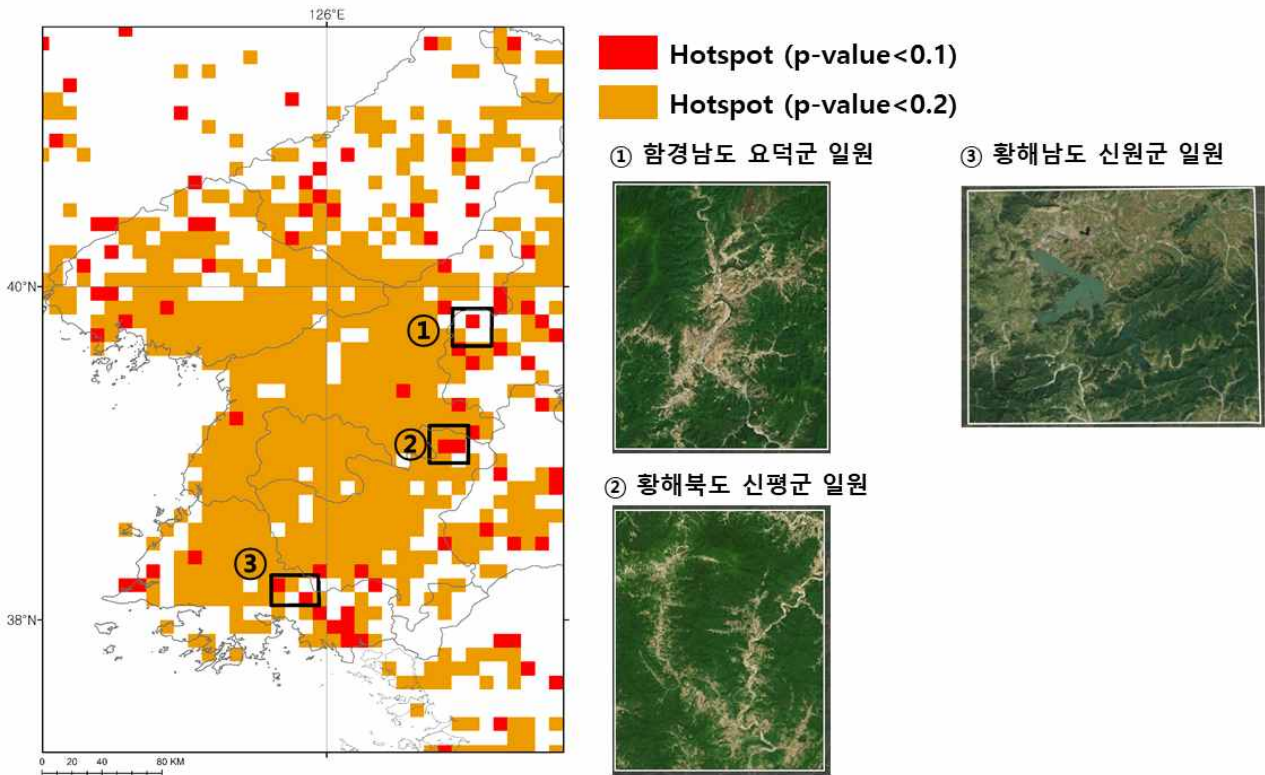 126°E
Hotspot (p-value<0.1)
Hotspot (p-value<0.2)
① 함경남도 요덕군 일원
③ 황해남도 신원군 일원
40°N
①
②
② 황해북도 신평군 일원
③
38°N
0 20 40 80 KM